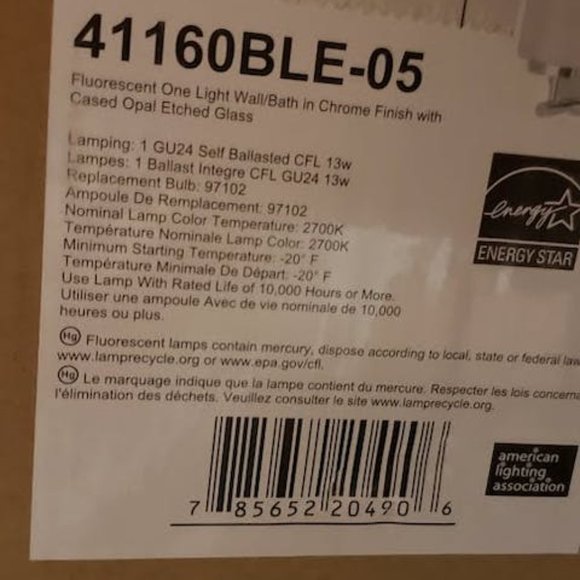 41160BLE-05
Fluorescent One Light Wall/Bath in Chrome Finish with
Cased Opal Etched Glass
Lamping: 1 GU24 Self Ballasted CFL 13w
Lampes: 1 Ballast Integre CFL GU24 13w
Replacement Bulb: 97102
Ampoule De Remplacement: 97102
Nominal Lamp Color Temperature: 2700K
Température Nominale Lamp Color: 2700K
Minimum Starting Temperature: -20° F
Température Minimale De Départ: -20° F
Use Lamp With Rated Life of 10,000 Hours or More.
Utiliser une ampoule Avec de vie nominale de 10,000
heures ou plus.
energy
ENERGY STAR
Hg Fluorescent lamps contain mercury, dispose according to local, state or federal law
www.lamprecycle.org or www.epa.gov/cfl.
Hg Le marquage indique que la lampe contient du mercure. Respecter les lois concerna
l'élimination des déchets. Veuillez consulter le site www.lamprecycle.org.
american
lighting
association
7 85652 20490 6